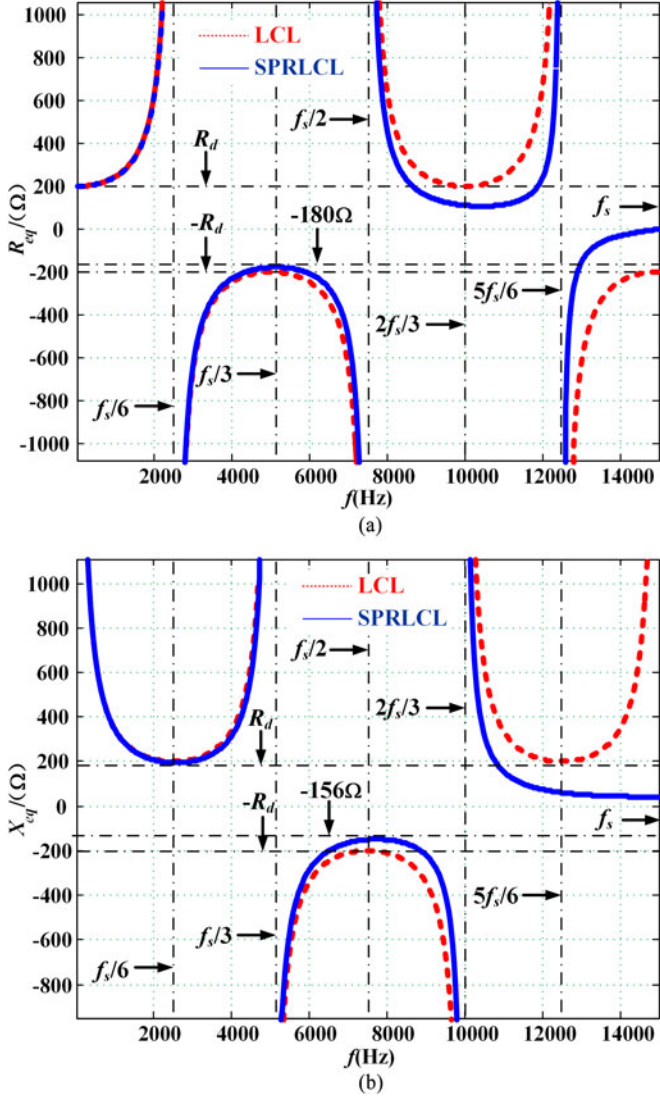 1000
800
600
400
200
0
-200
-400
-600
-800
-1000
R_eq/(Ω)
LCL
SPRLCL
f_s/2
R_d
-R_d
-180Ω
f_s
5f_s/6
2f_s/3
f_s/3
f_s/6
2000 4000 6000 8000 10000 12000
f(Hz)
(a)
1000
800
600
400
200
0
-200
-400
-600
-800
X_eq/(Ω)
LCL
SPRLCL
f_s/2
2f_s/3
R_d
-R_d
-156Ω
f_s
5f_s/6
f_s/3
f_s/6
2000 4000 6000 8000 10000 12000
f(Hz)
(b)